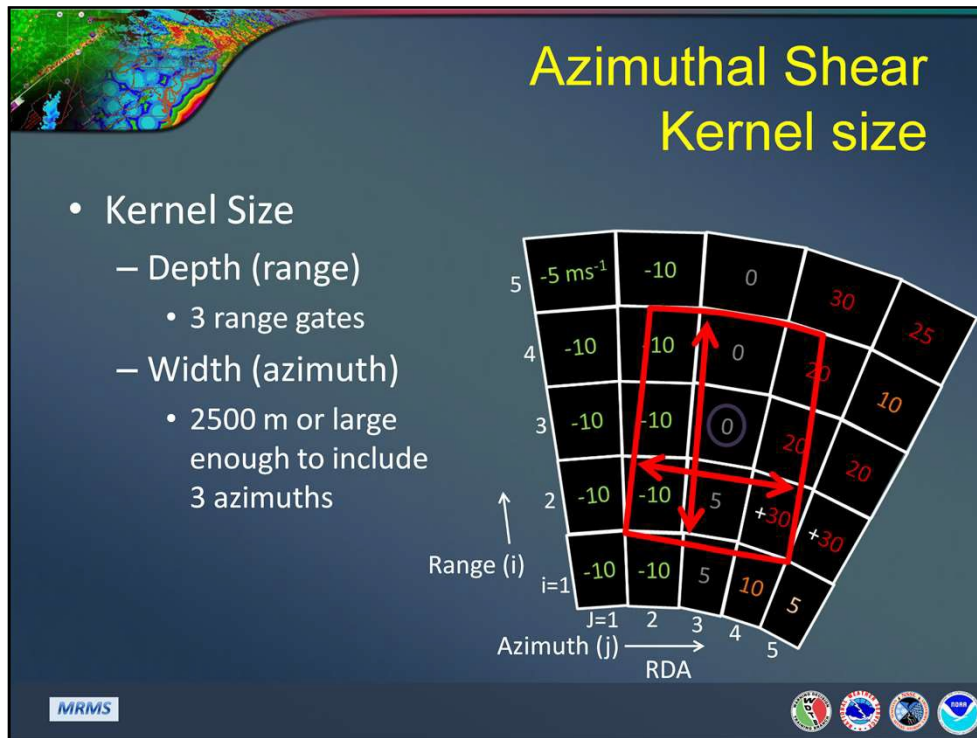 Azimuthal Shear
Kernel size
• Kernel Size
– Depth (range)
• 3 range gates
– Width (azimuth)
• 2500 m or large
enough to include
3 azimuths
5 -5 ms-1 -10 0 30 25
4 -10 -10 0 20 10
3 -10 -10 0 20 20
2 -10 -10 5 +30 +30
Range (i)
i=1 -10 -10 5 10 5
J=1 2 3 4 5
Azimuth (j)
RDA
MRMS
NOAA